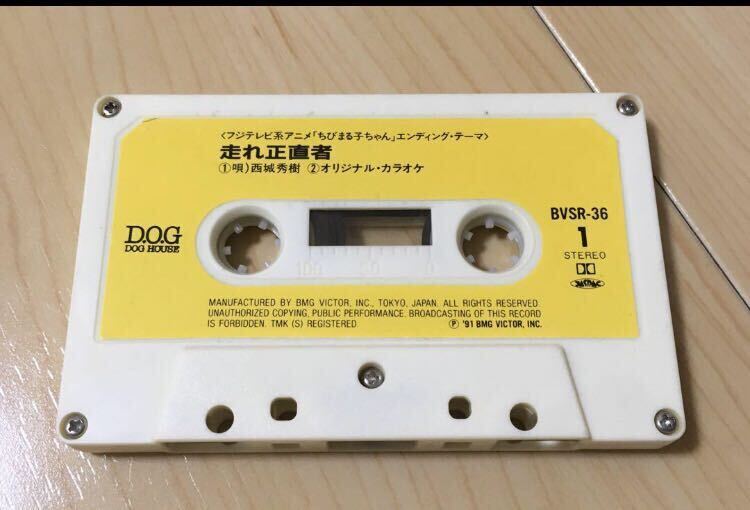 <フジテレビ系アニメ「ちびまる子ちゃん」エンディング・テーマ>
走れ正直者
①唄)西城秀樹 ②オリジナル・カラオケ
D.O.G
DOG HOUSE
BVSR-36
1
STEREO
100 50 0
MANUFACTURED BY BMG VICTOR, INC., TOKYO, JAPAN. ALL RIGHTS RESERVED.
UNAUTHORIZED COPYING, PUBLIC PERFORMANCE, BROADCASTING OF THIS RECORD
IS FORBIDDEN. TMK (S) REGISTERED.
Ⓟ '91 BMG VICTOR, INC.